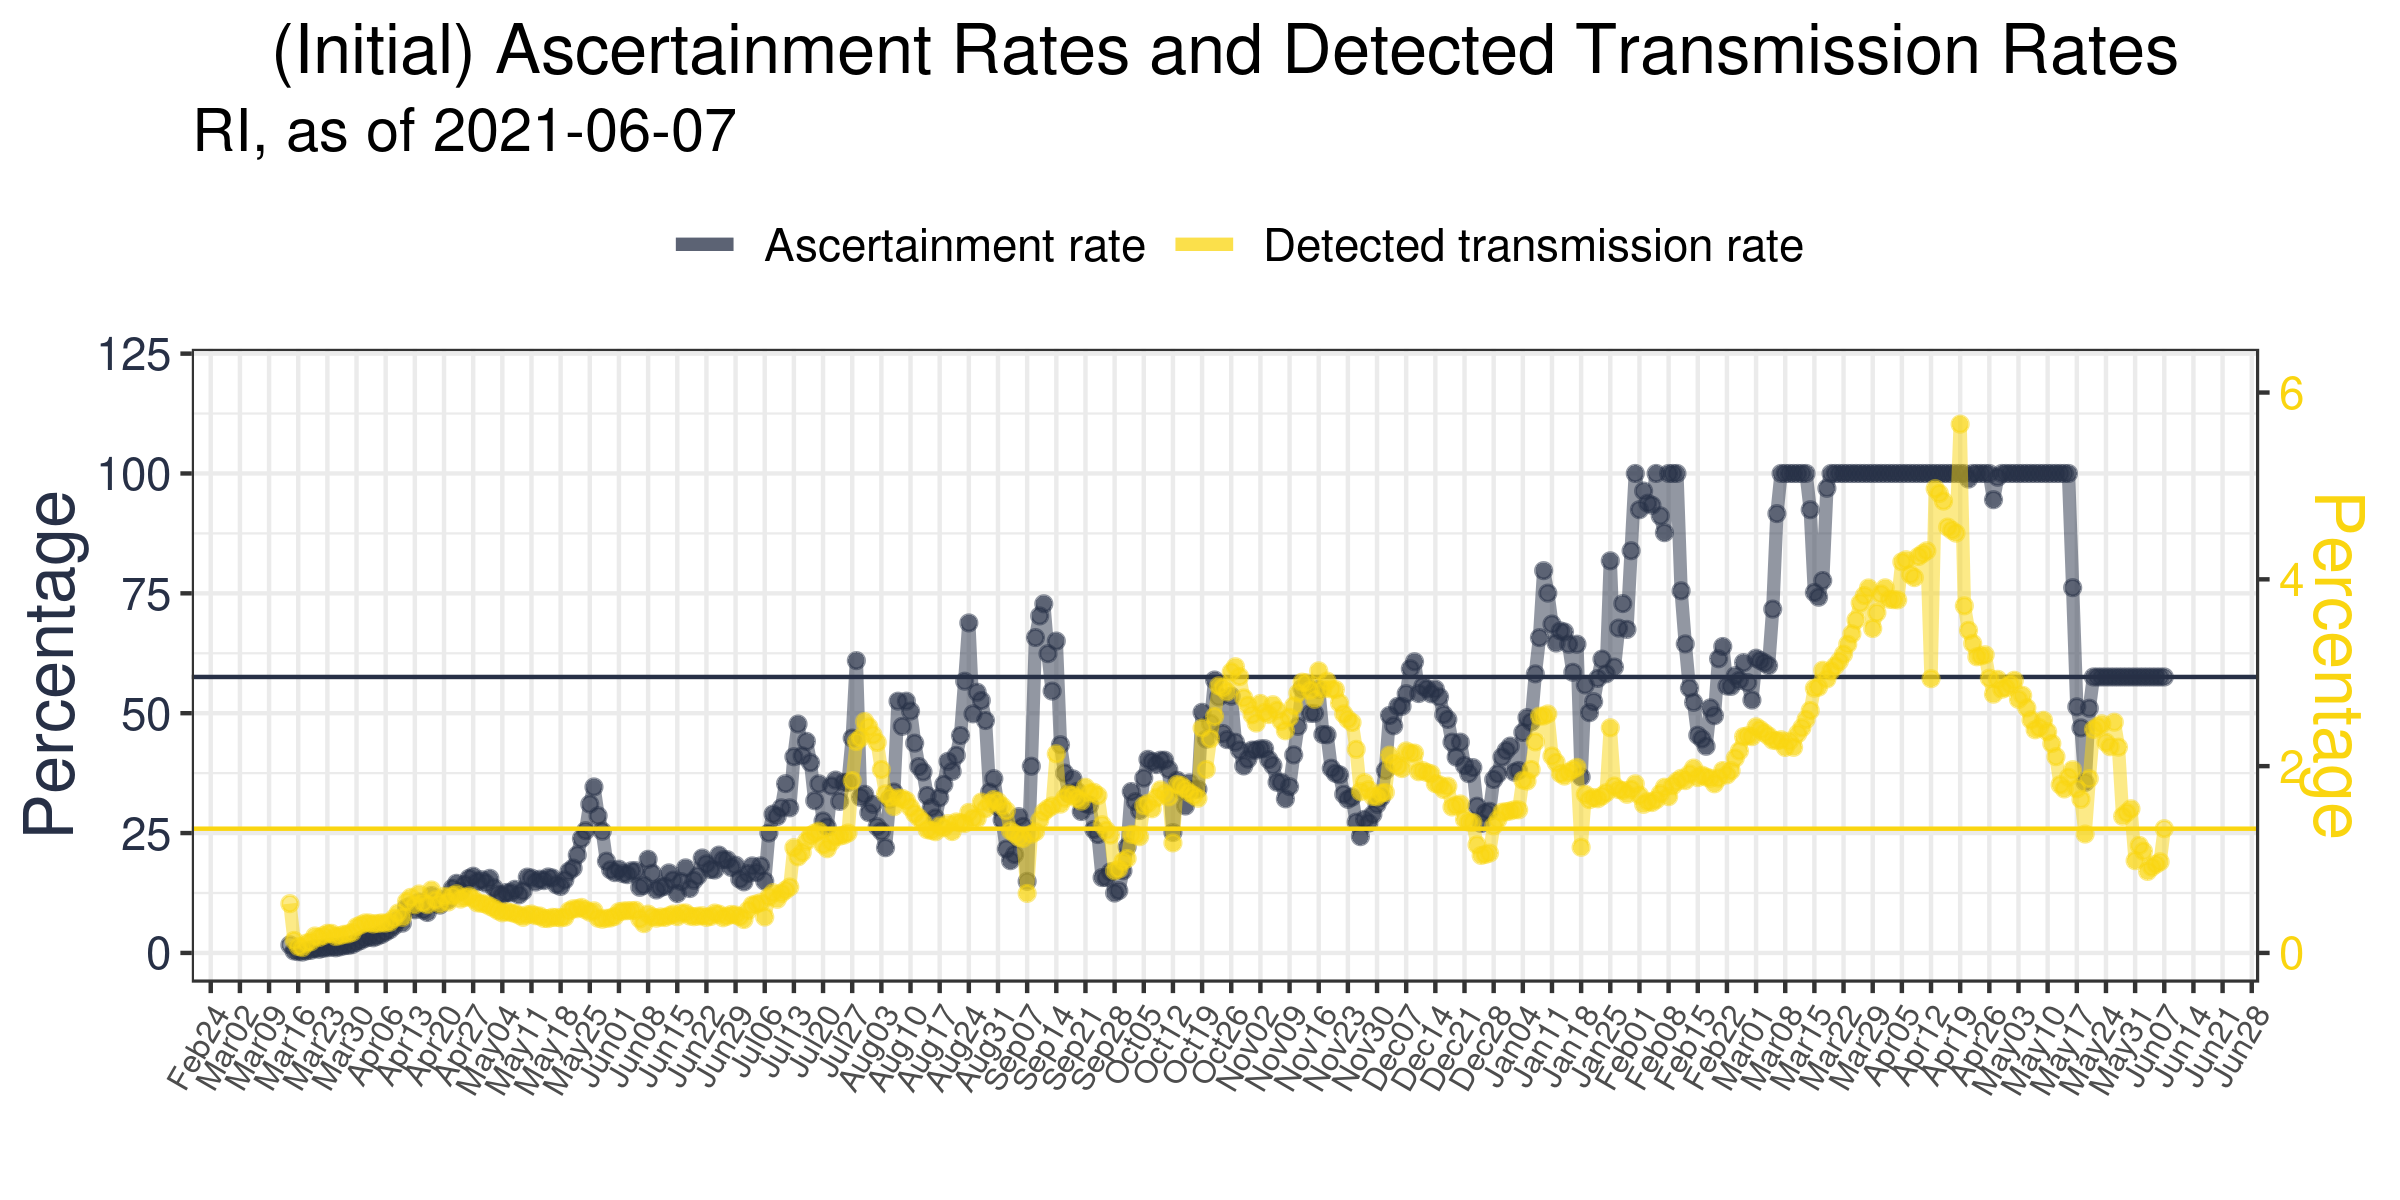 (Initial) Ascertainment Rates and Detected Transmission Rates
RI, as of 2021-06-07
Ascertainment rate
Detected transmission rate
125
100
75
50
25
0
Percentage
6
4
2
0
Percentage
Feb24
Mar02
Mar09
Mar16
Mar23
Mar30
Apr06
Apr13
Apr20
Apr27
May04
May11
May18
May25
Jun01
Jun08
Jun15
Jun22
Jun29
Jul06
Jul13
Jul20
Jul27
Aug03
Aug10
Aug17
Aug24
Aug31
Sep07
Sep14
Sep21
Sep28
Oct05
Oct12
Oct19
Oct26
Nov02
Nov09
Nov16
Nov23
Nov30
Dec07
Dec14
Dec21
Dec28
Jan04
Jan11
Jan18
Jan25
Feb01
Feb08
Feb15
Feb22
Mar01
Mar08
Mar15
Mar22
Mar29
Apr05
Apr12
Apr19
Apr26
May03
May10
May17
May24
May31
Jun07
Jun14
Jun21
Jun28